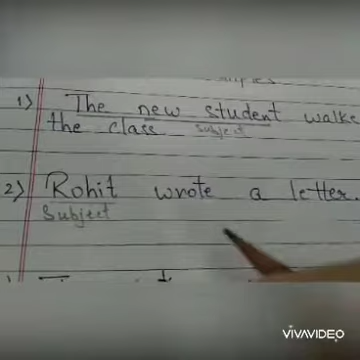 1) The new student walke
the class subject
2) Rohit wrote a letter.
Subject
VIVAVIDEO